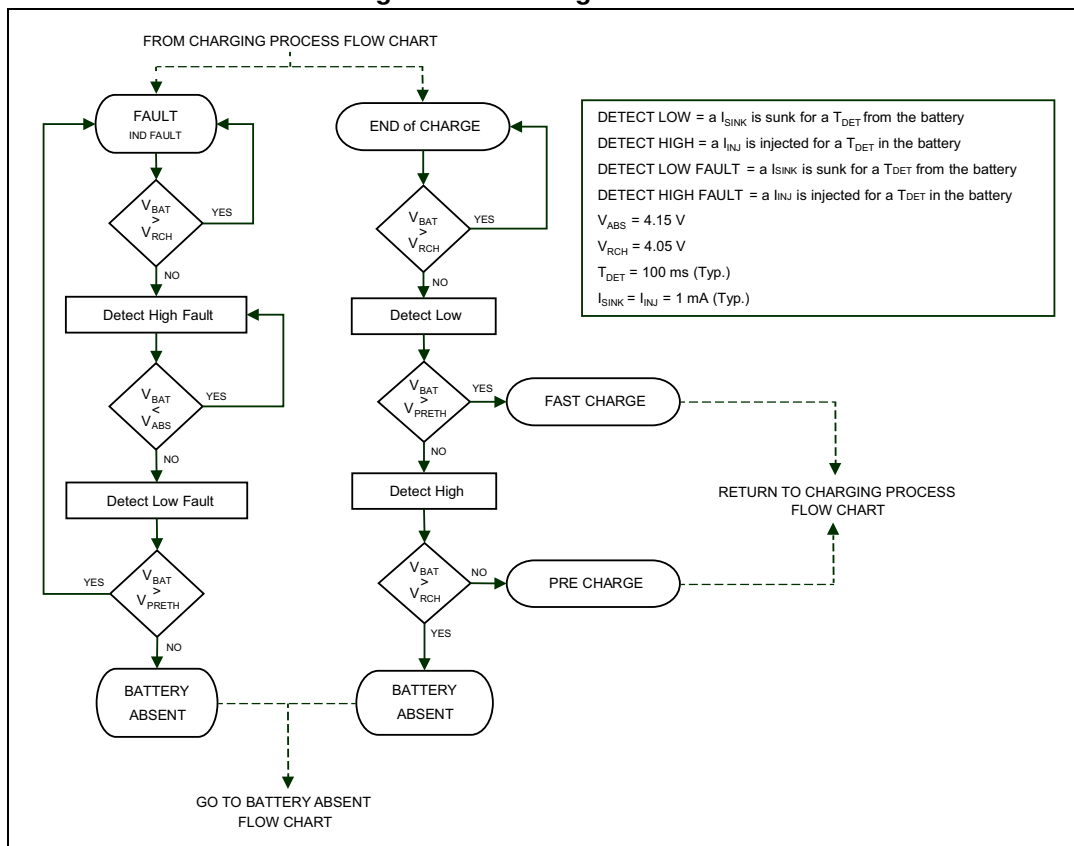 FROM CHARGING PROCESS FLOW CHART
FAULT
IND FAULT
VBAT
>
VRCH
YES
NO
Detect High Fault
VBAT
<
VABS
YES
NO
Detect Low Fault
VBAT
>
VPRETH
YES
NO
BATTERY
ABSENT
END of CHARGE
VBAT
>
VRCH
YES
NO
Detect Low
VBAT
>
VPRETH
YES
FAST CHARGE
NO
Detect High
VBAT
>
VRCH
NO
PRE CHARGE
YES
BATTERY
ABSENT
DETECT LOW = a ISINK is sunk for a TDET from the battery
DETECT HIGH = a IINJ is injected for a TDET in the battery
DETECT LOW FAULT = a ISINK is sunk for a TDET from the battery
DETECT HIGH FAULT = a IINJ is injected for a TDET in the battery
VABS = 4.15 V
VRCH = 4.05 V
TDET = 100 ms (Typ.)
ISINK = IINJ = 1 mA (Typ.)
RETURN TO CHARGING PROCESS
FLOW CHART
GO TO BATTERY ABSENT
FLOW CHART